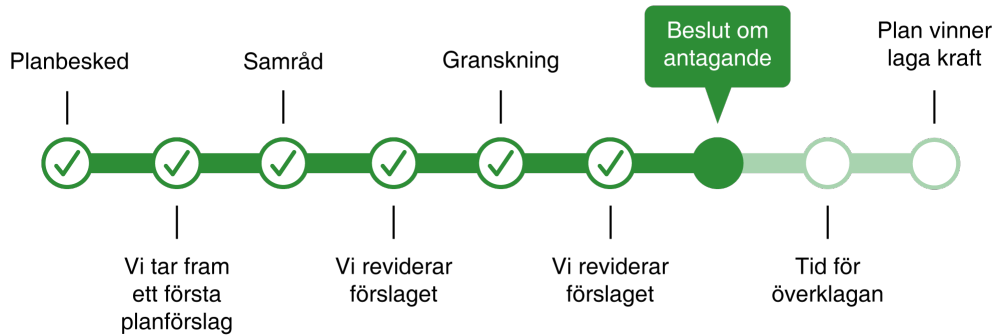 Planbesked
Samråd
Granskning
Beslut om
antagande
Plan vinner
laga kraft
Vi tar fram
ett första
planförslag
Vi reviderar
förslaget
Vi reviderar
förslaget
Tid för
överklagan